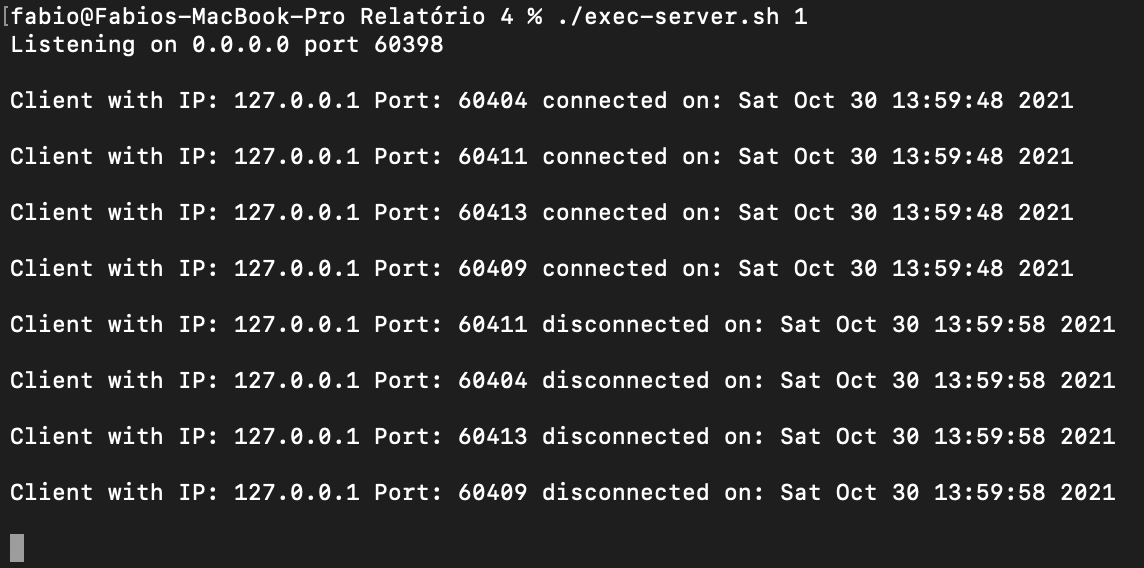 [fabio@Fabios-MacBook-Pro Relatório 4 % ./exec-server.sh 1
Listening on 0.0.0.0 port 60398
Client with IP: 127.0.0.1 Port: 60404 connected on: Sat Oct 30 13:59:48 2021
Client with IP: 127.0.0.1 Port: 60411 connected on: Sat Oct 30 13:59:48 2021
Client with IP: 127.0.0.1 Port: 60413 connected on: Sat Oct 30 13:59:48 2021
Client with IP: 127.0.0.1 Port: 60409 connected on: Sat Oct 30 13:59:48 2021
Client with IP: 127.0.0.1 Port: 60411 disconnected on: Sat Oct 30 13:59:58 2021
Client with IP: 127.0.0.1 Port: 60404 disconnected on: Sat Oct 30 13:59:58 2021
Client with IP: 127.0.0.1 Port: 60413 disconnected on: Sat Oct 30 13:59:58 2021
Client with IP: 127.0.0.1 Port: 60409 disconnected on: Sat Oct 30 13:59:58 2021